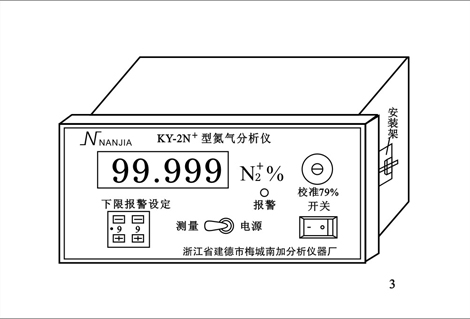 NANJIA
KY-2N⁺ 型氮气分析仪
99.999
N₂⁺%
校准79%
报警
开关
下限报警设定
9 9
测量
电源
浙江省建德市梅城南加分析仪器厂
安装架
3